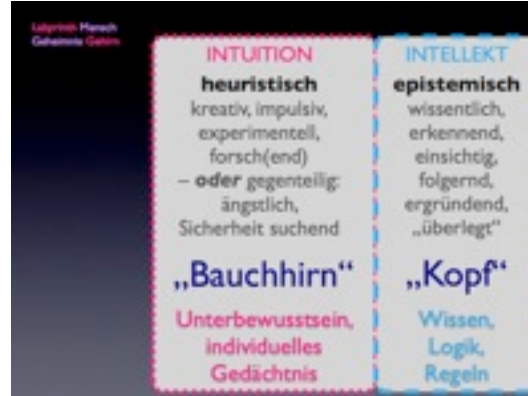 Labyrinth Mensch
Geheimnis Gehirn
INTUITION
heuristisch
kreativ, impulsiv,
experimentell,
forsch(end)
– oder gegenteilig:
ängstlich,
Sicherheit suchend
„Bauchhirn“
Unterbewusstsein,
individuelles
Gedächtnis
INTELLEKT
epistemisch
wissentlich,
erkennend,
einsichtig,
folgernd,
ergründend,
„überlegt“
„Kopf“
Wissen,
Logik,
Regeln